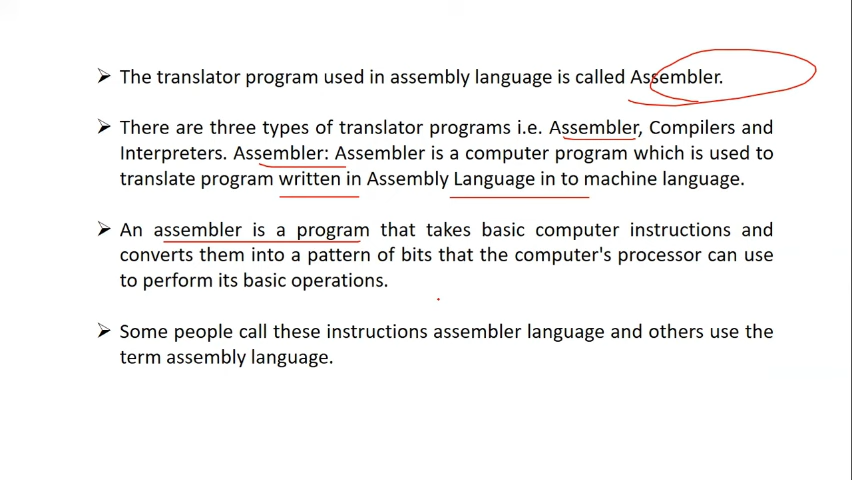 ➢ The translator program used in assembly language is called Assembler.
➢ There are three types of translator programs i.e. Assembler, Compilers and
Interpreters. Assembler: Assembler is a computer program which is used to
translate program written in Assembly Language in to machine language.
➢ An assembler is a program that takes basic computer instructions and
converts them into a pattern of bits that the computer's processor can use
to perform its basic operations.
➢ Some people call these instructions assembler language and others use the
term assembly language.